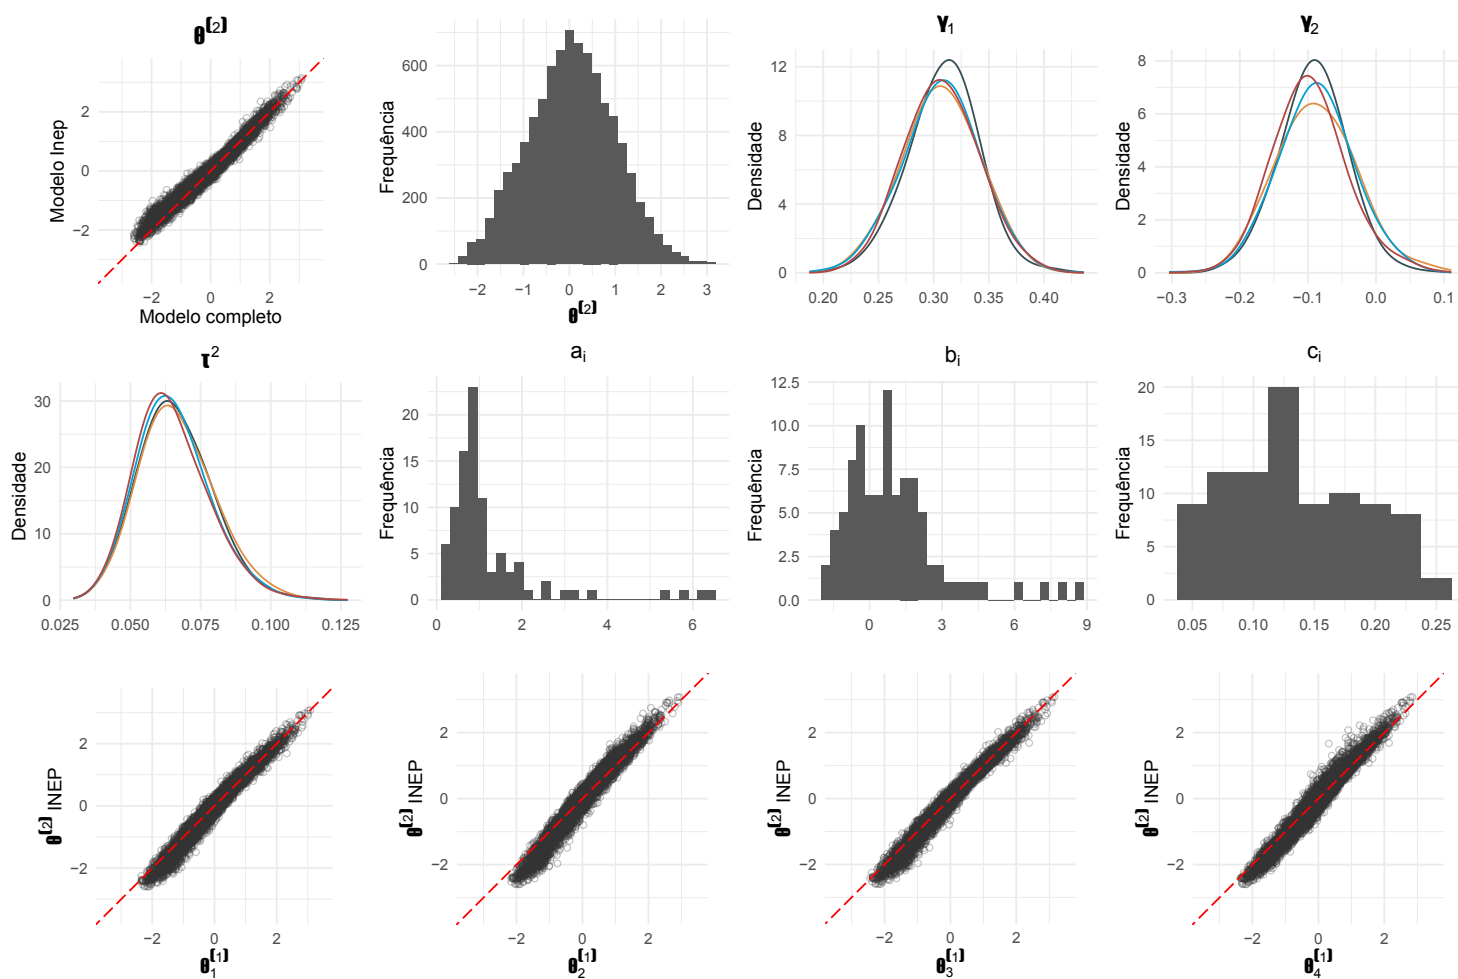 θ(2)
2
0
−2
−2 0 2
Modelo Inep
Modelo completo
600
400
200
0
−2 −1 0 1 2 3
Frequência
θ(2)
γ1
12
8
4
0
0.20 0.25 0.30 0.35 0.40
Densidade
γ2
8
6
4
2
0
−0.3 −0.2 −0.1 0.0 0.1
Densidade
τ2
30
20
10
0
0.025 0.050 0.075 0.100 0.125
Densidade
ai
20
15
10
5
0
0 2 4 6
Frequência
bi
12.5
10.0
7.5
5.0
2.5
0.0
0 3 6 9
Frequência
ci
20
15
10
5
0
0.05 0.10 0.15 0.20 0.25
Frequência
2
0
−2
−2 0 2
θ(2) INEP
θ1(1)
2
0
−2
−2 0 2
θ(2) INEP
θ2(1)
2
0
−2
−2 0 2
θ(2) INEP
θ3(1)
2
0
−2
−2 0 2
θ(2) INEP
θ4(1)